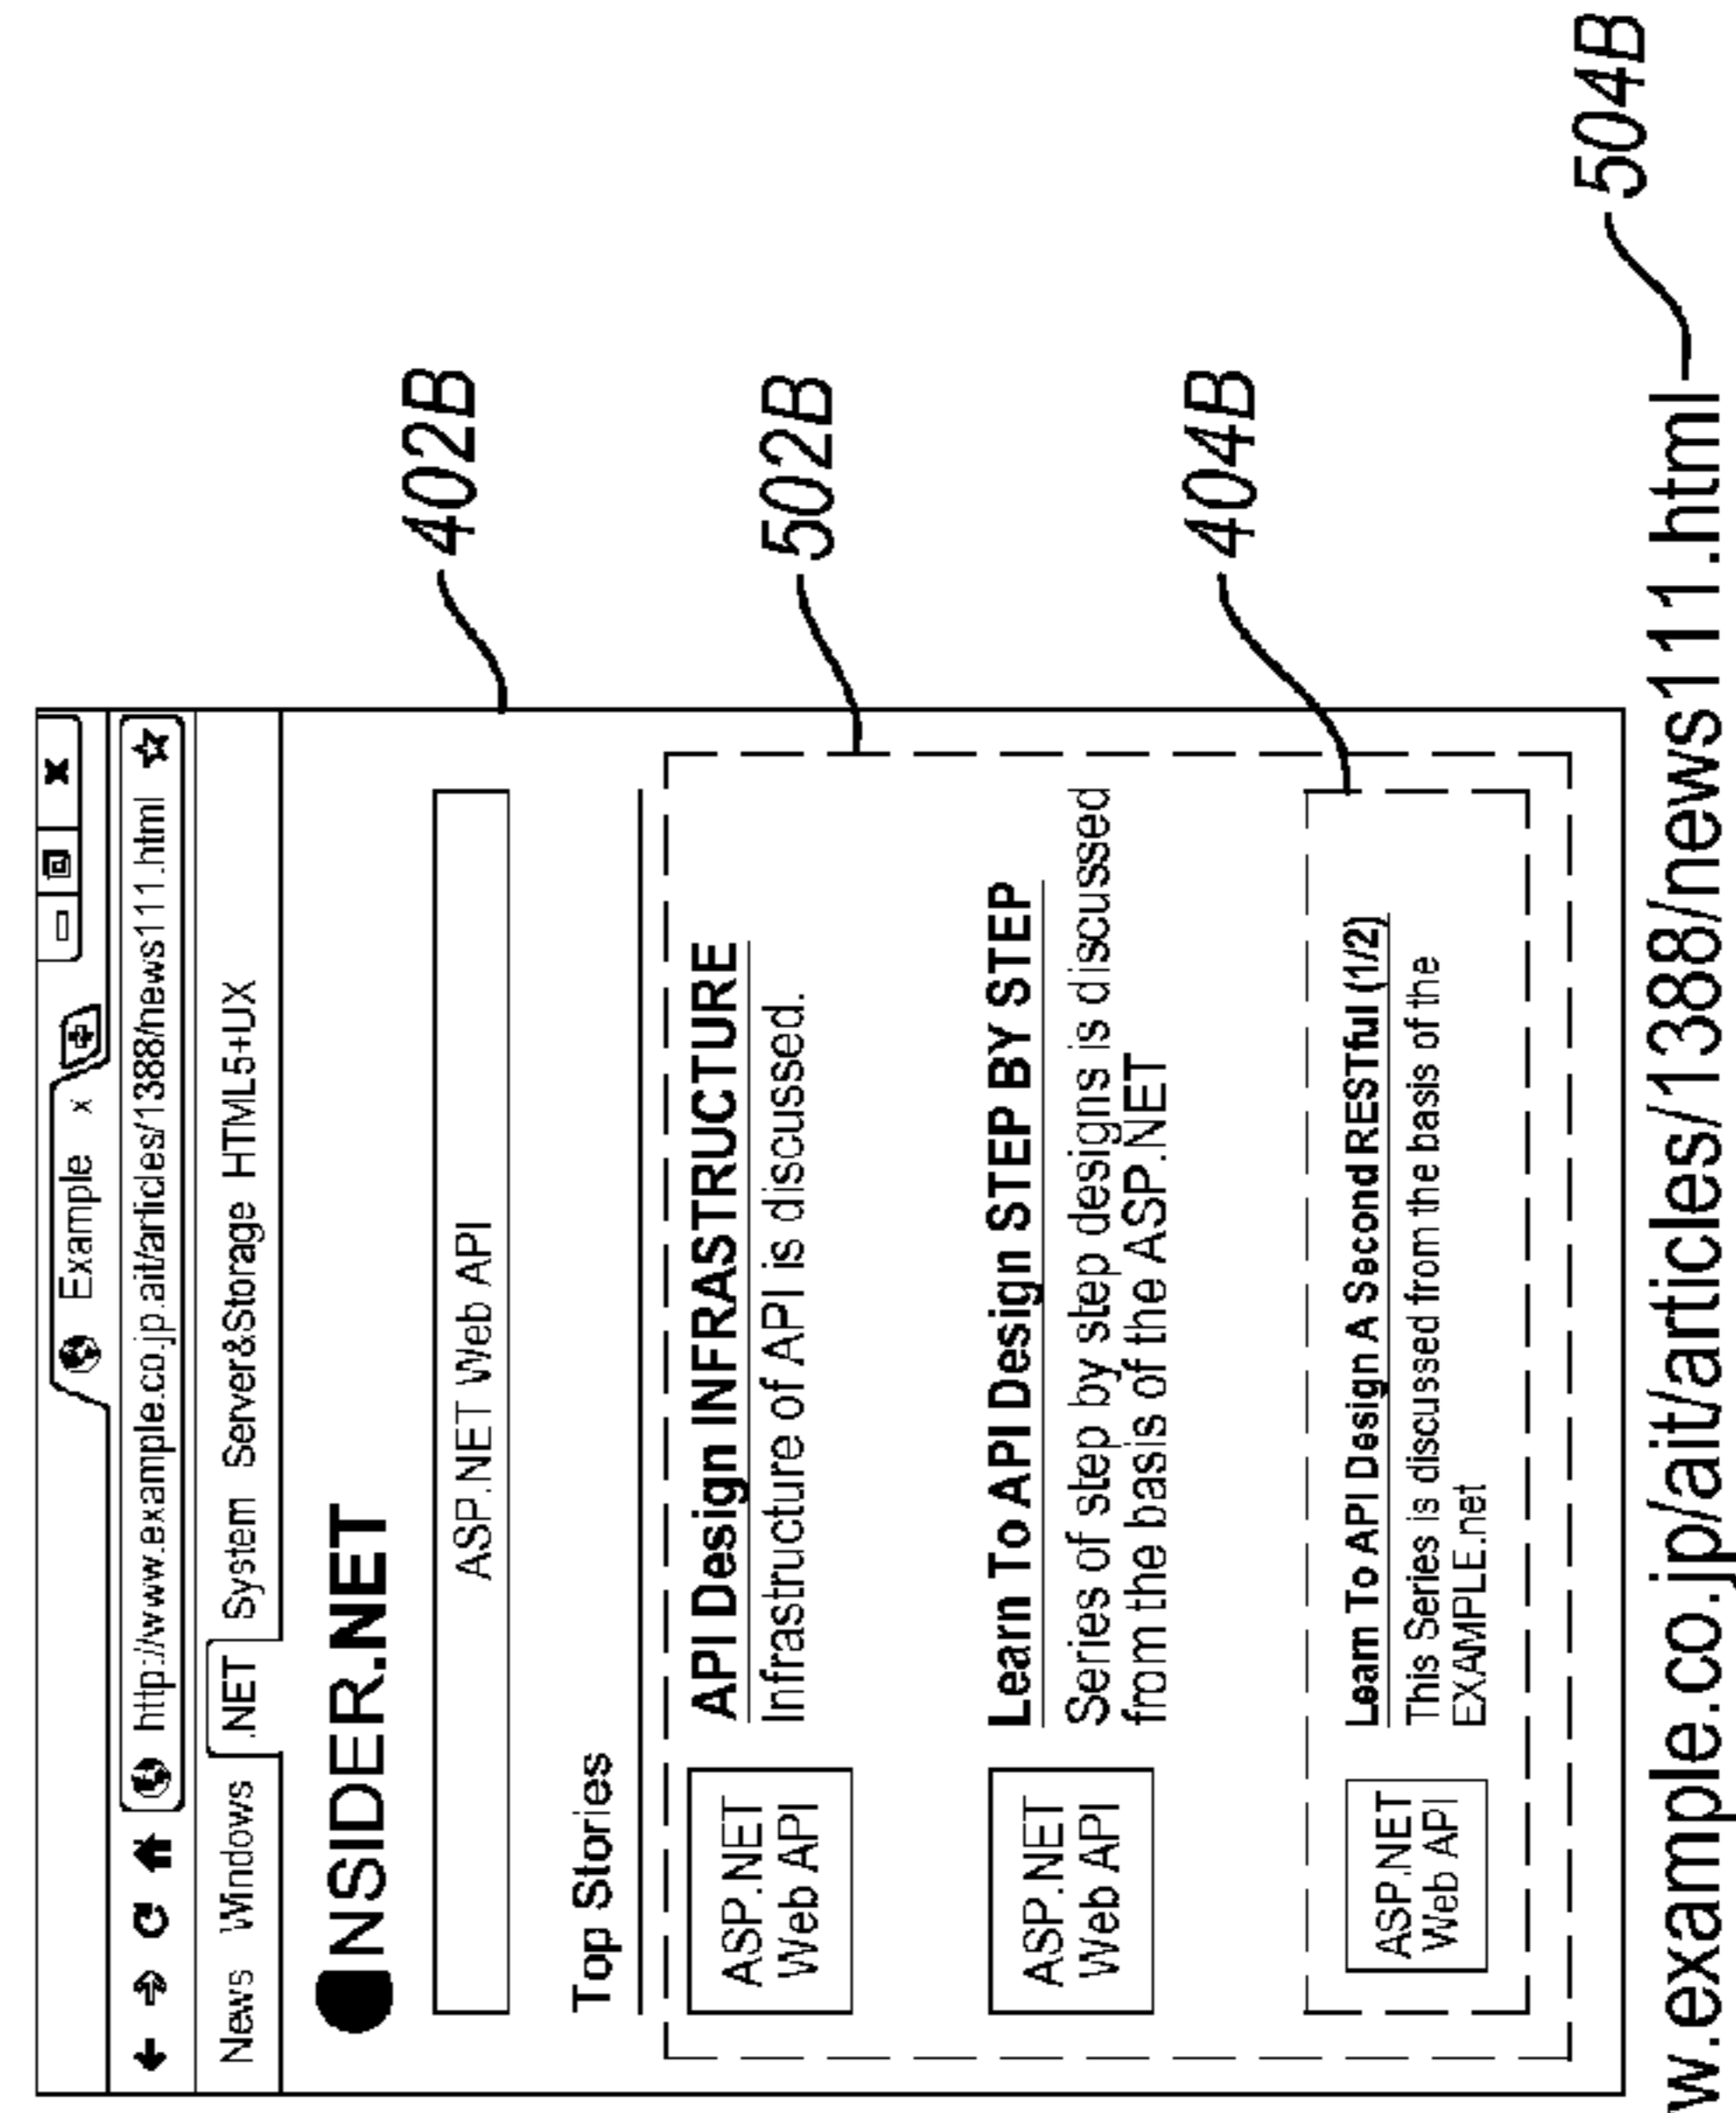 Example x
http://www.example.co.jp.ait/articles/1388/news111.html
News Windows .NET System Server&Storage HTML5+UX
NSIDER.NET
ASP.NET Web API
402B
Top Stories
502B
ASP.NET
Web API
API Design INFRASTRUCTURE
Infrastructure of API is discussed.
ASP.NET
Web API
Learn To API Design STEP BY STEP
Series of step by step designs is discussed
from the basis of the ASP.NET
404B
ASP.NET
Web API
Learn To API Design A Second RESTful (1/2)
This Series is discussed from the basis of the
EXAMPLE.net
w.example.co.jp/ait/articles/1388/news111.html
504B